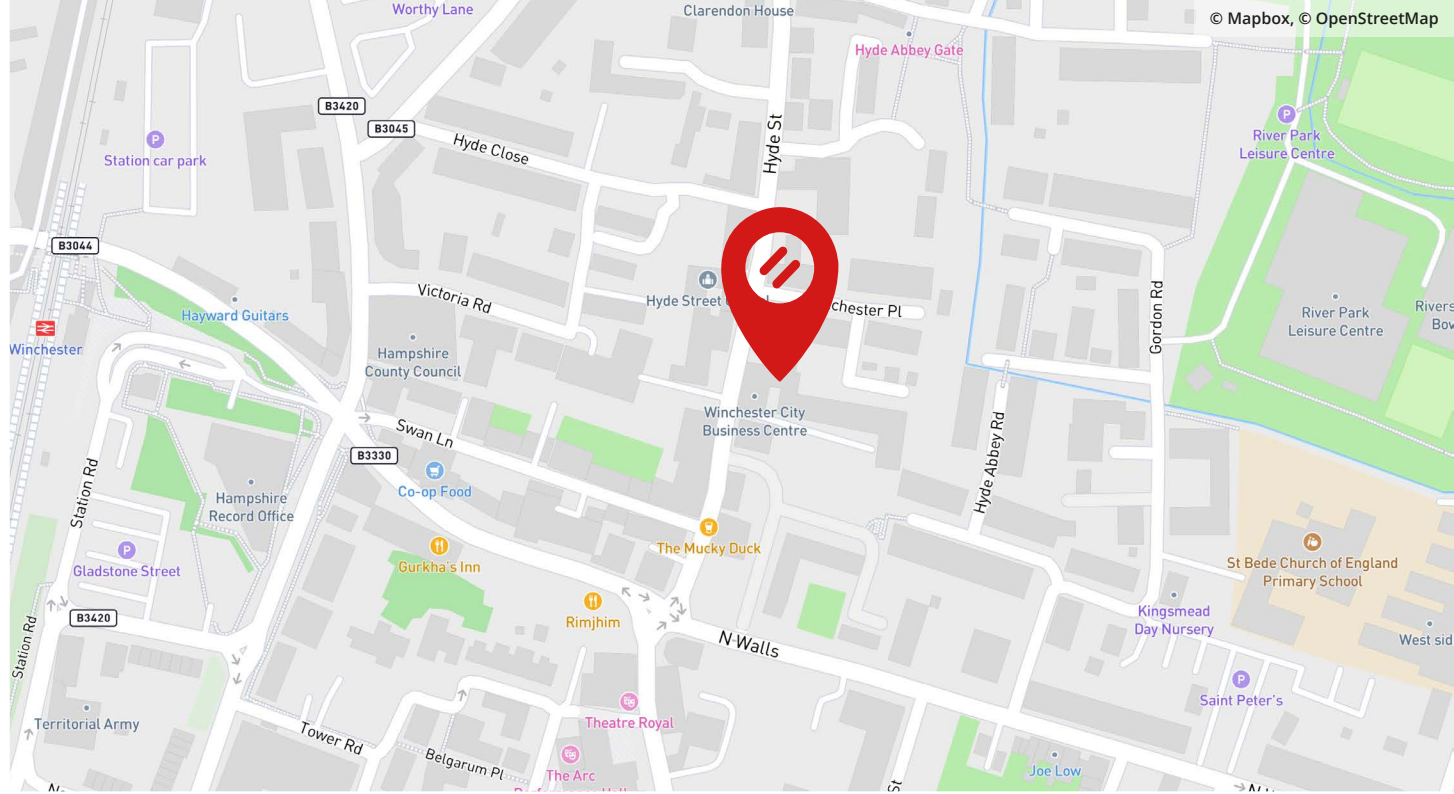 Worthy Lane
Clarendon House
© Mapbox, © OpenStreetMap
Hyde Abbey Gate
B3420
B3045
Hyde St
River Park
Leisure Centre
Station car park
Hyde Close
B3044
Hyde Street
Victoria Rd
chester Pl
Hayward Guitars
Gordon Rd
River Park
Leisure Centre
Rivers
Bow
Winchester
Hampshire
County Council
Winchester City
Business Centre
Swan Ln
B3330
Hyde Abbey Rd
Co-op Food
Station Rd
Hampshire
Record Office
The Mucky Duck
Gurkha's Inn
Gladstone Street
St Bede Church of England
Primary School
B3420
Rimjhim
Kingsmead
Day Nursery
N Walls
West sid
Station Rd
Saint Peter's
Territorial Army
Theatre Royal
Tower Rd
Belgarum Pl
The Arc
Joe Low
St